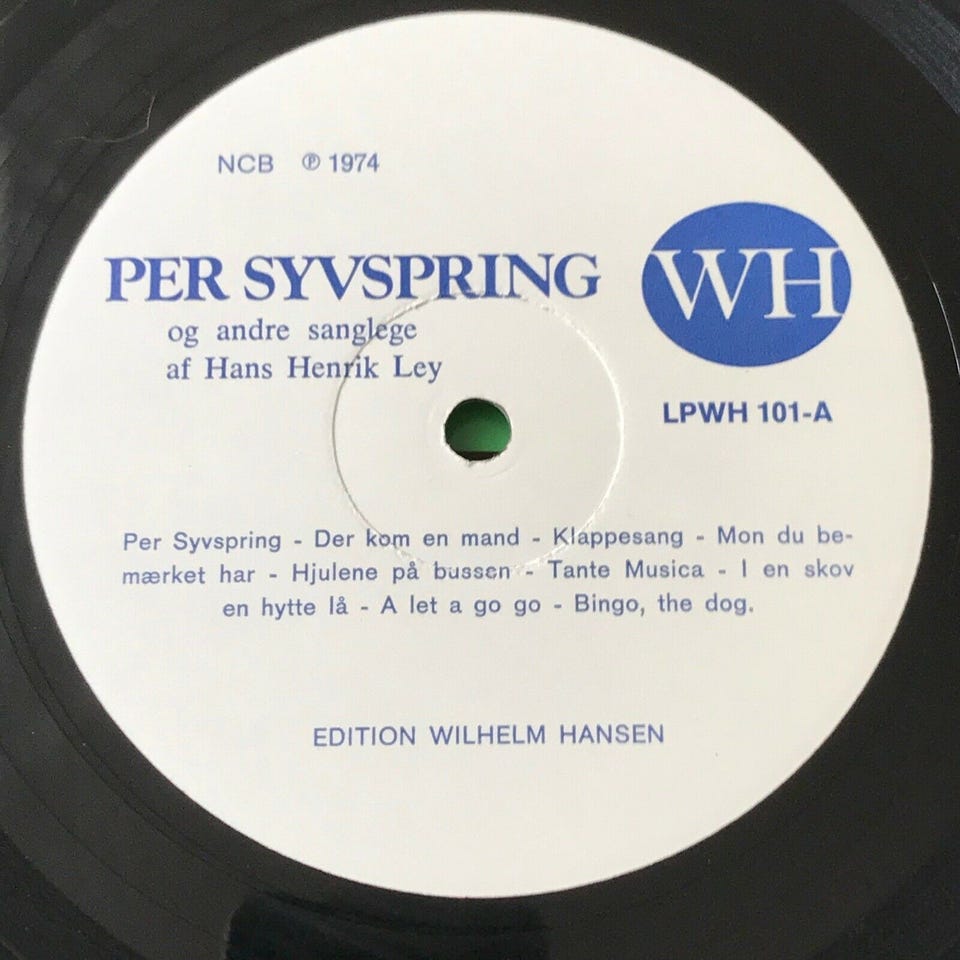 NCB ℗ 1974
PER SYVSPRING
WH
og andre sanglege
af Hans Henrik Ley
LPWH 101-A
Per Syvspring - Der kom en mand - Klappesang - Mon du be-
mærket har - Hjulene på bussen - Tante Musica - I en skov
en hytte lå - A let a go go - Bingo, the dog.
EDITION WILHELM HANSEN